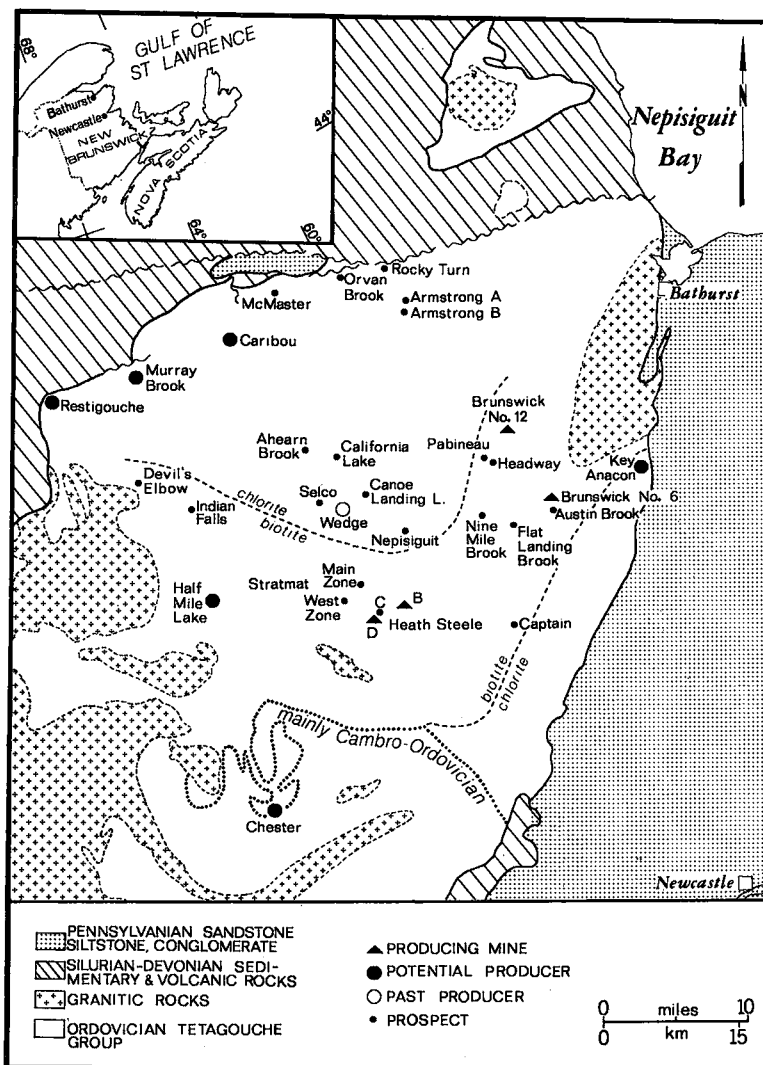 68°
GULF OF
ST LAWRENCE
Bathurst
Newcastle
NEW
BRUNSWICK
NOVA SCOTIA
44°
64°
60°
N
Nepisiguit
Bay
Bathurst
Rocky Turn
Orvan
Brook
McMaster
Armstrong A
Armstrong B
Caribou
Murray
Brook
Restigouche
Brunswick
No. 12
Ahearn
Brook
California
Lake
Pabineau
Headway
Key
Anacon
Devil's
Elbow
Indian
Falls
chlorite
biotite
Selco
Canoe
Landing L.
Wedge
Nepisiguit
Nine
Mile
Brook
Brunswick No. 6
Austin Brook
Flat
Landing
Brook
Half
Mile
Lake
Stratmat
Main
Zone
West
Zone
C
B
D
Heath Steele
Captain
biotite
chlorite
mainly Cambro-Ordovician
Chester
Newcastle
PENNSYLVANIAN SANDSTONE
SILTSTONE, CONGLOMERATE
SILURIAN-DEVONIAN SEDI-
MENTARY & VOLCANIC ROCKS
GRANITIC ROCKS
ORDOVICIAN TETAGOUCHE
GROUP
PRODUCING MINE
POTENTIAL PRODUCER
PAST PRODUCER
PROSPECT
0 miles 10
0 km 15